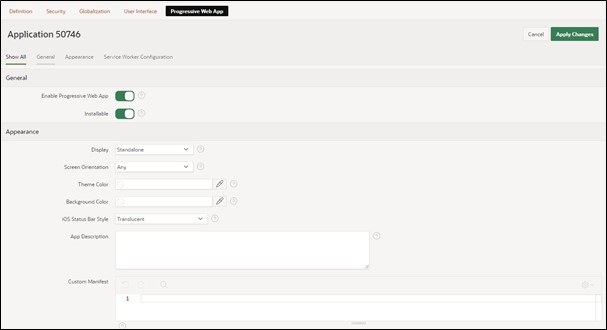 Definition Security Globalization User Interface Progressive Web App
Application 50746 Cancel Apply Changes
Show All General Appearance Service Worker Configuration
General
Enable Progressive Web App ?
Installable ?
Appearance
Display Standalone ?
Screen Orientation Any ?
Theme Color ?
Background Color ?
iOS Status Bar Style Translucent ?
App Description ?
Custom Manifest
1
?